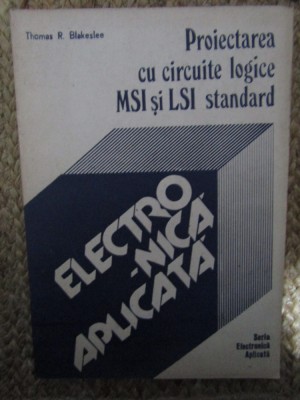 Thomas R. Blakeslee
Proiectarea
cu circuite logice
MSI și LSI standard
ELECTRO
-NICĂ
APLICATĂ
Seria
Electronică
Aplicată